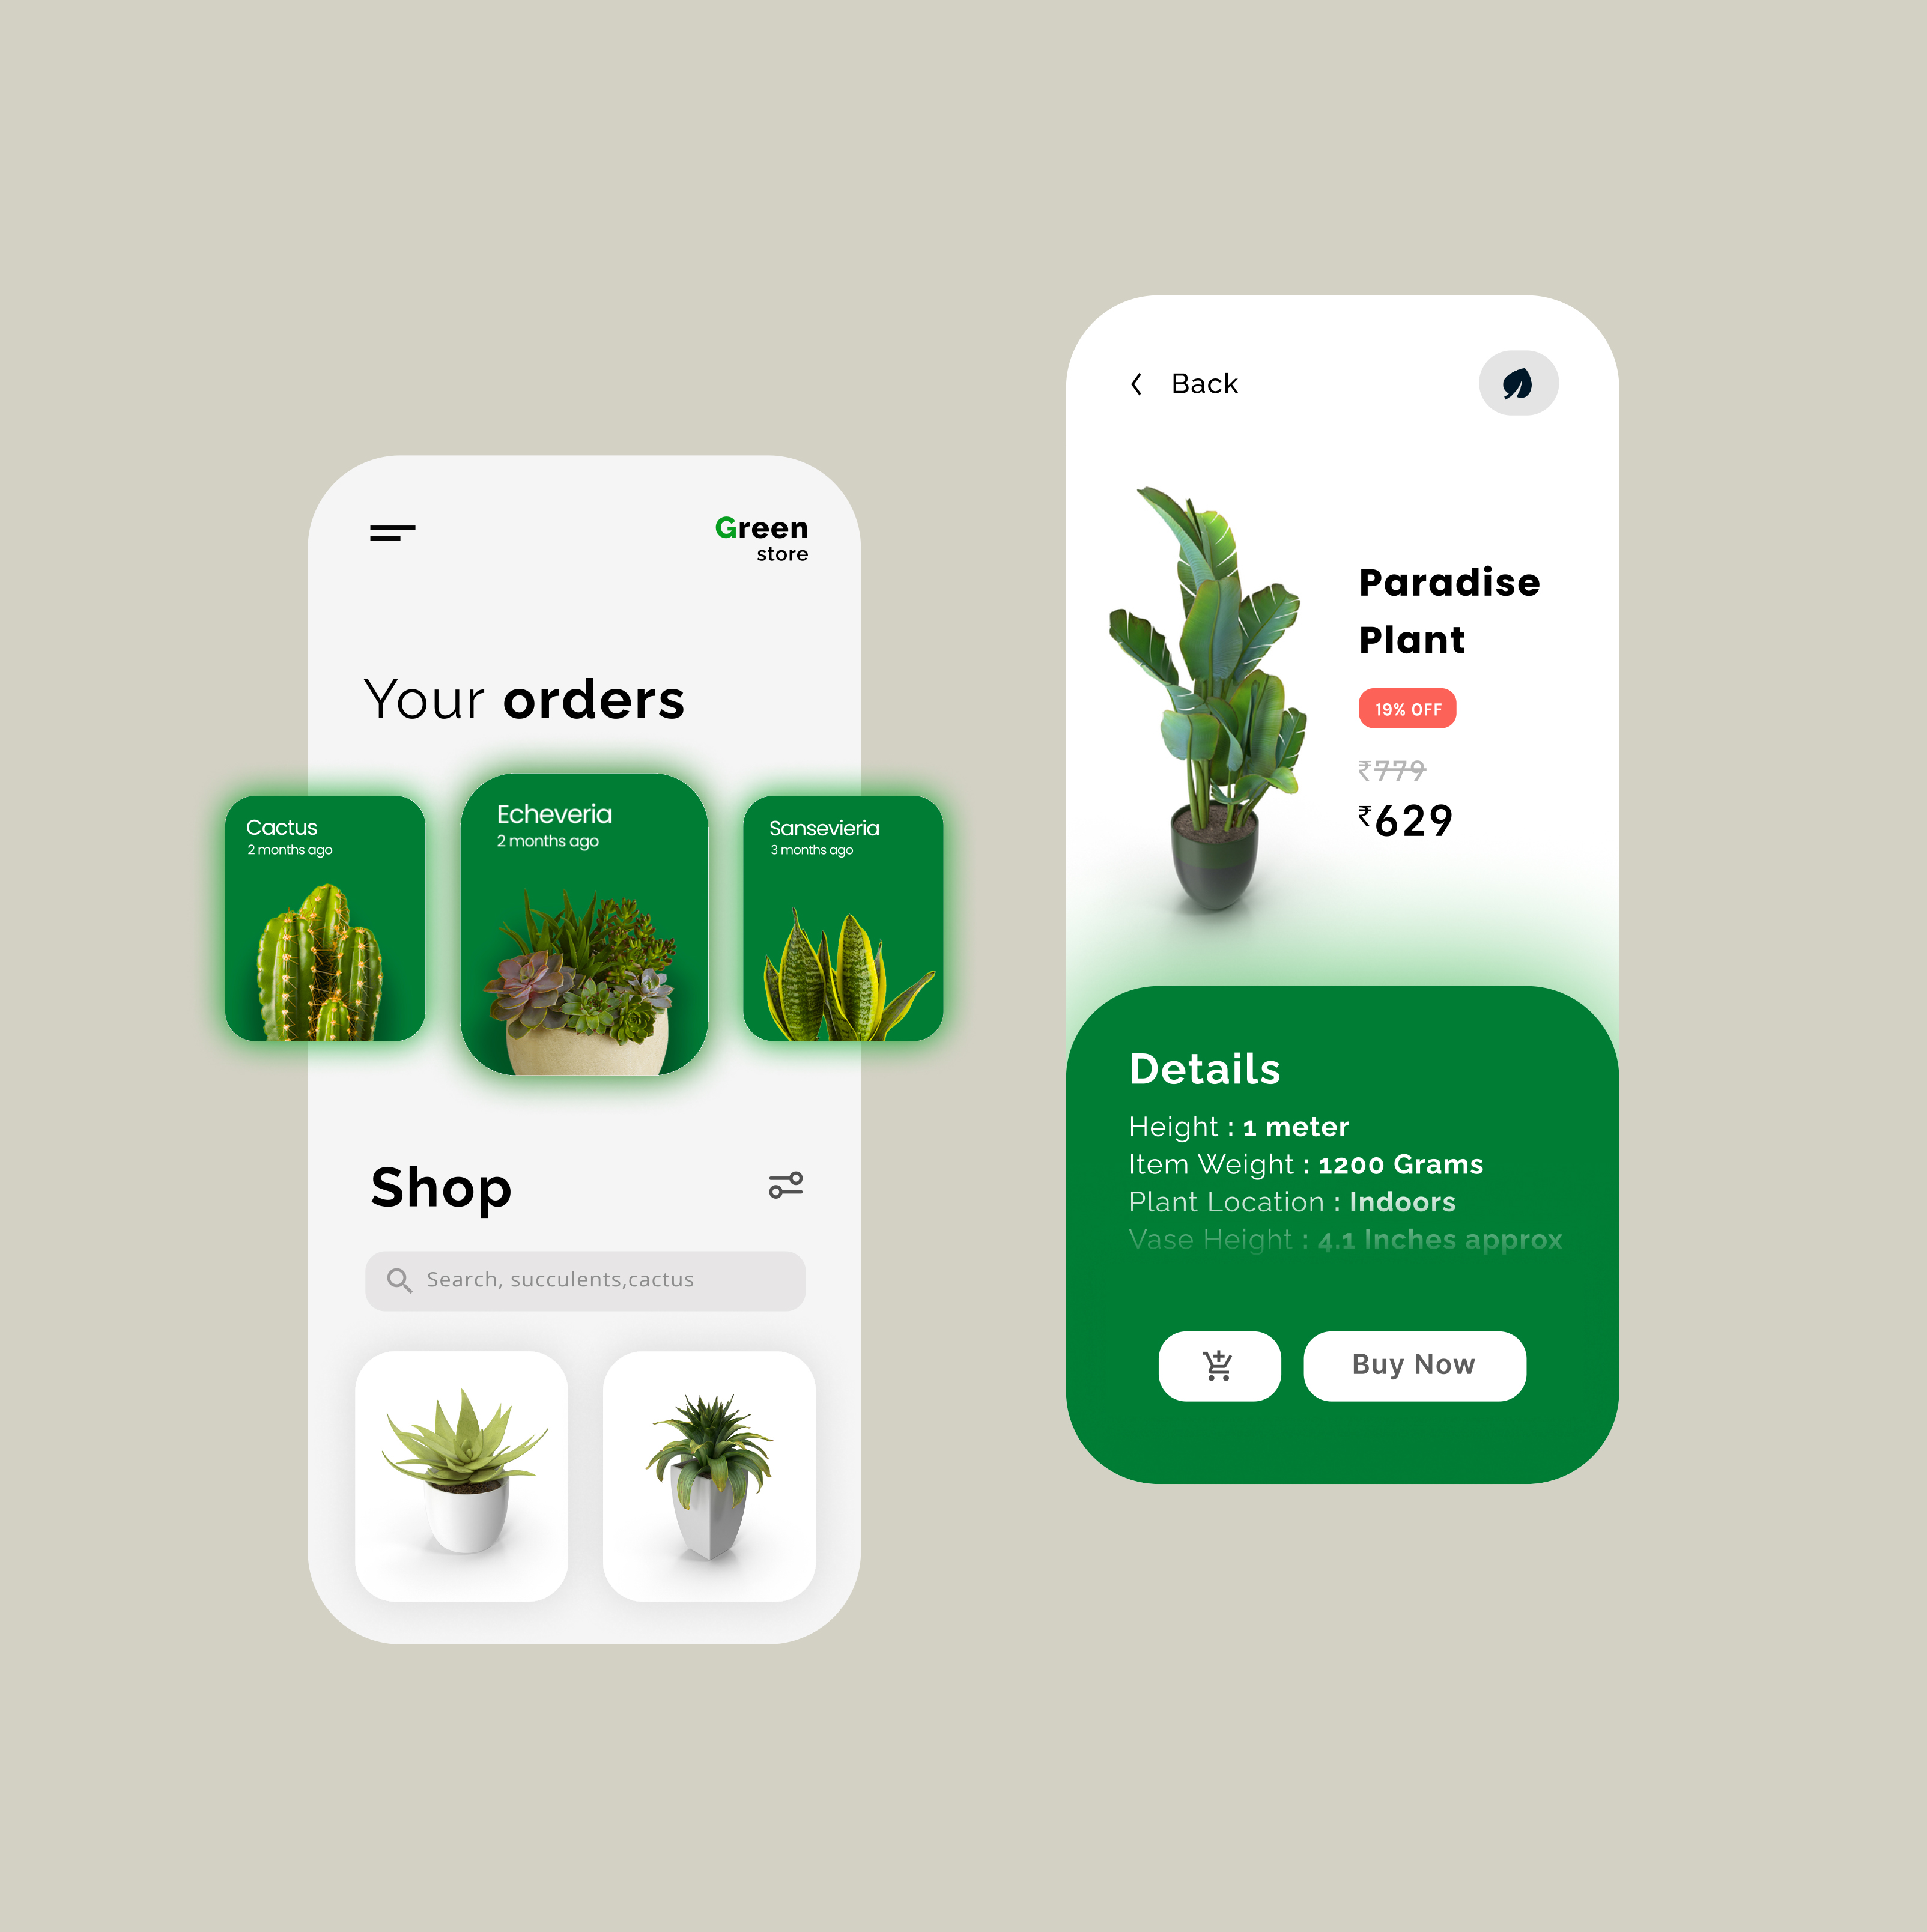 Green
store
Your orders
Cactus
2 months ago
Echeveria
2 months ago
Sansevieria
3 months ago
Shop
Search, succulents,cactus
Back
Paradise
Plant
19% OFF
₹779
₹629
Details
Height : 1 meter
Item Weight : 1200 Grams
Plant Location : Indoors
Vase Height : 4.1 Inches approx
Buy Now